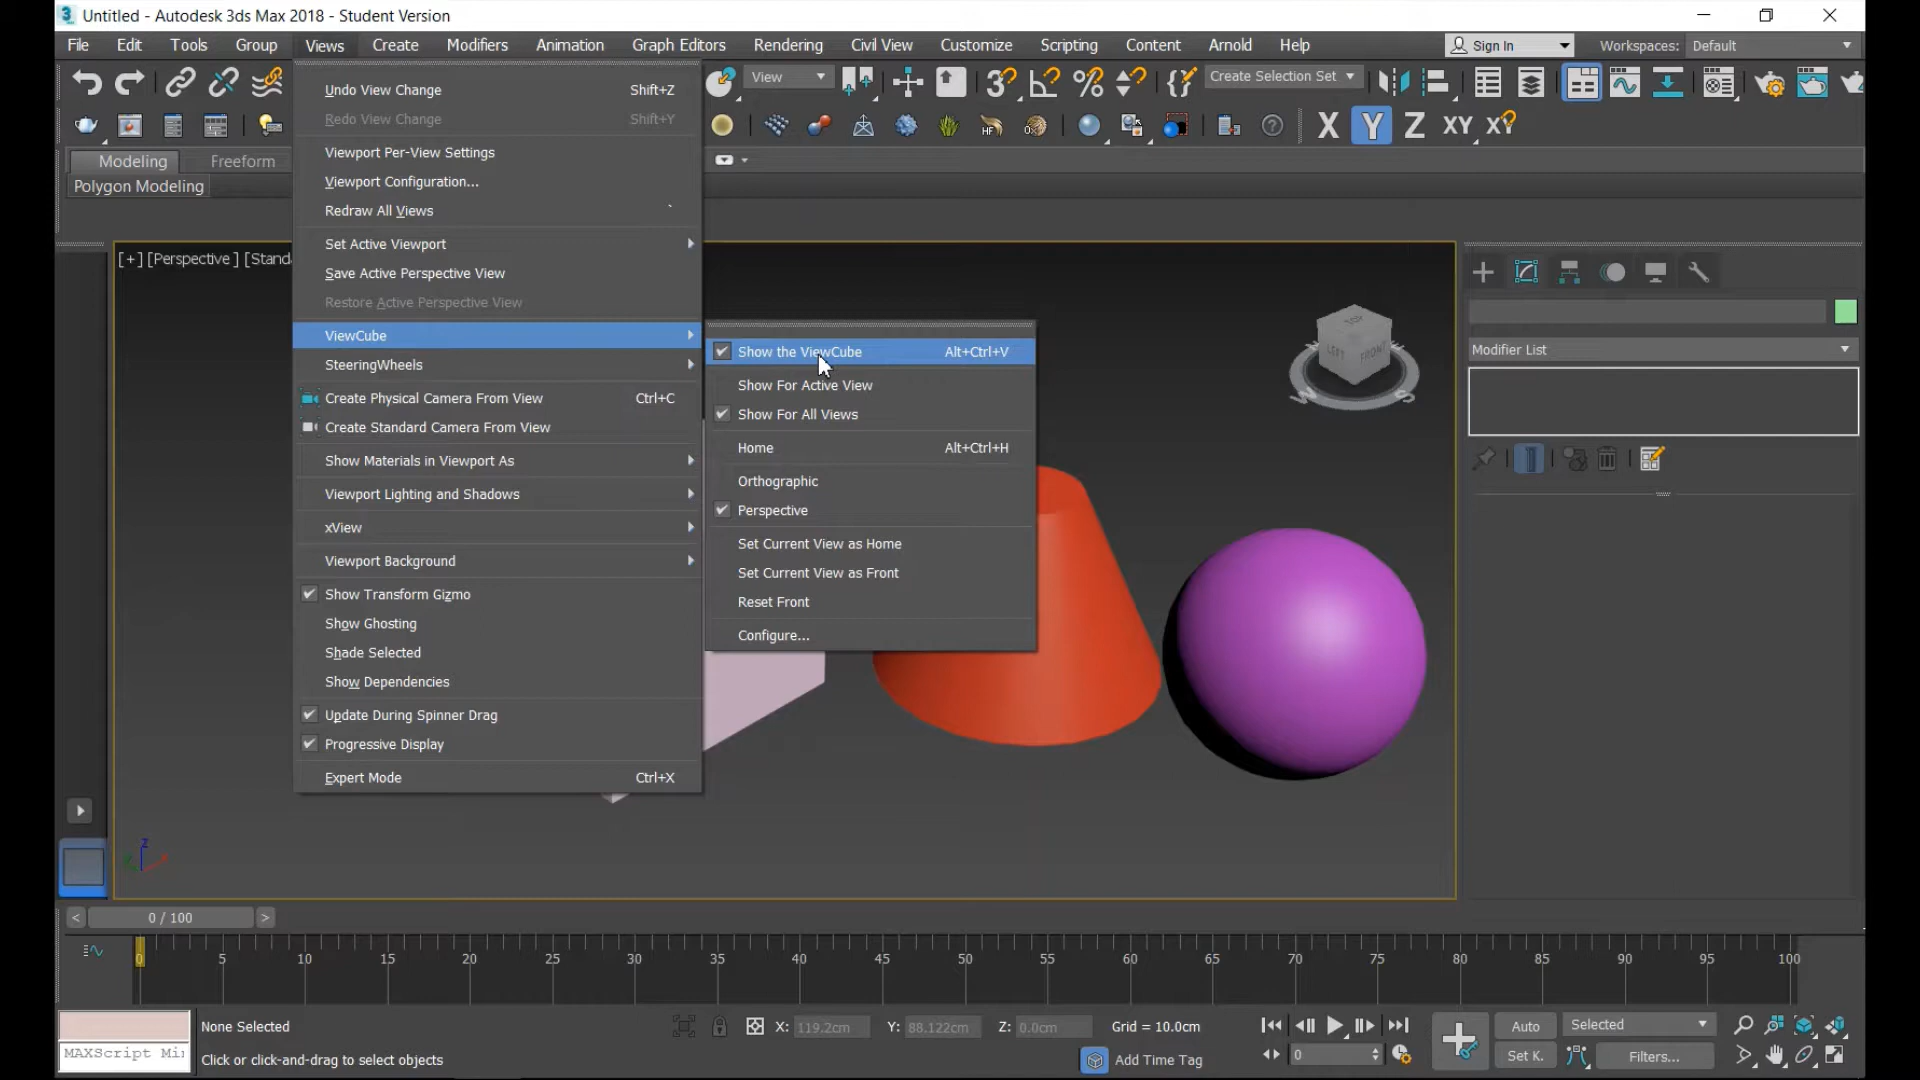 Untitled - Autodesk 3ds Max 2018 - Student Version
File Edit Tools Group Views Create Modifiers Animation Graph Editors Rendering Civil View Customize Scripting Content Arnold Help
Sign In
Workspaces: Default
View
Create Selection Set
X Y Z XY XY
Modeling Freeform
Polygon Modeling
[+] [Perspective ] [Stand
Undo View Change Shift+Z
Redo View Change Shift+Y
Viewport Per-View Settings
Viewport Configuration...
Redraw All Views `
Set Active Viewport
Save Active Perspective View
Restore Active Perspective View
ViewCube
SteeringWheels
Create Physical Camera From View Ctrl+C
Create Standard Camera From View
Show Materials in Viewport As
Viewport Lighting and Shadows
xView
Viewport Background
Show Transform Gizmo
Show Ghosting
Shade Selected
Show Dependencies
Update During Spinner Drag
Progressive Display
Expert Mode Ctrl+X
Show the ViewCube Alt+Ctrl+V
Show For Active View
Show For All Views
Home Alt+Ctrl+H
Orthographic
Perspective
Set Current View as Home
Set Current View as Front
Reset Front
Configure...
TOP
LEFT FRONT
W S
Modifier List
z
< 0 / 100 >
0 5 10 15 20 25 30 35 40 45 50 55 60 65 70 75 80 85 90 95 100
None Selected
X: 119.2cm Y: 88.122cm Z: 0.0cm Grid = 10.0cm
Auto Selected
MAXScript Mi
Click or click-and-drag to select objects
Add Time Tag
0
Set K. Filters...